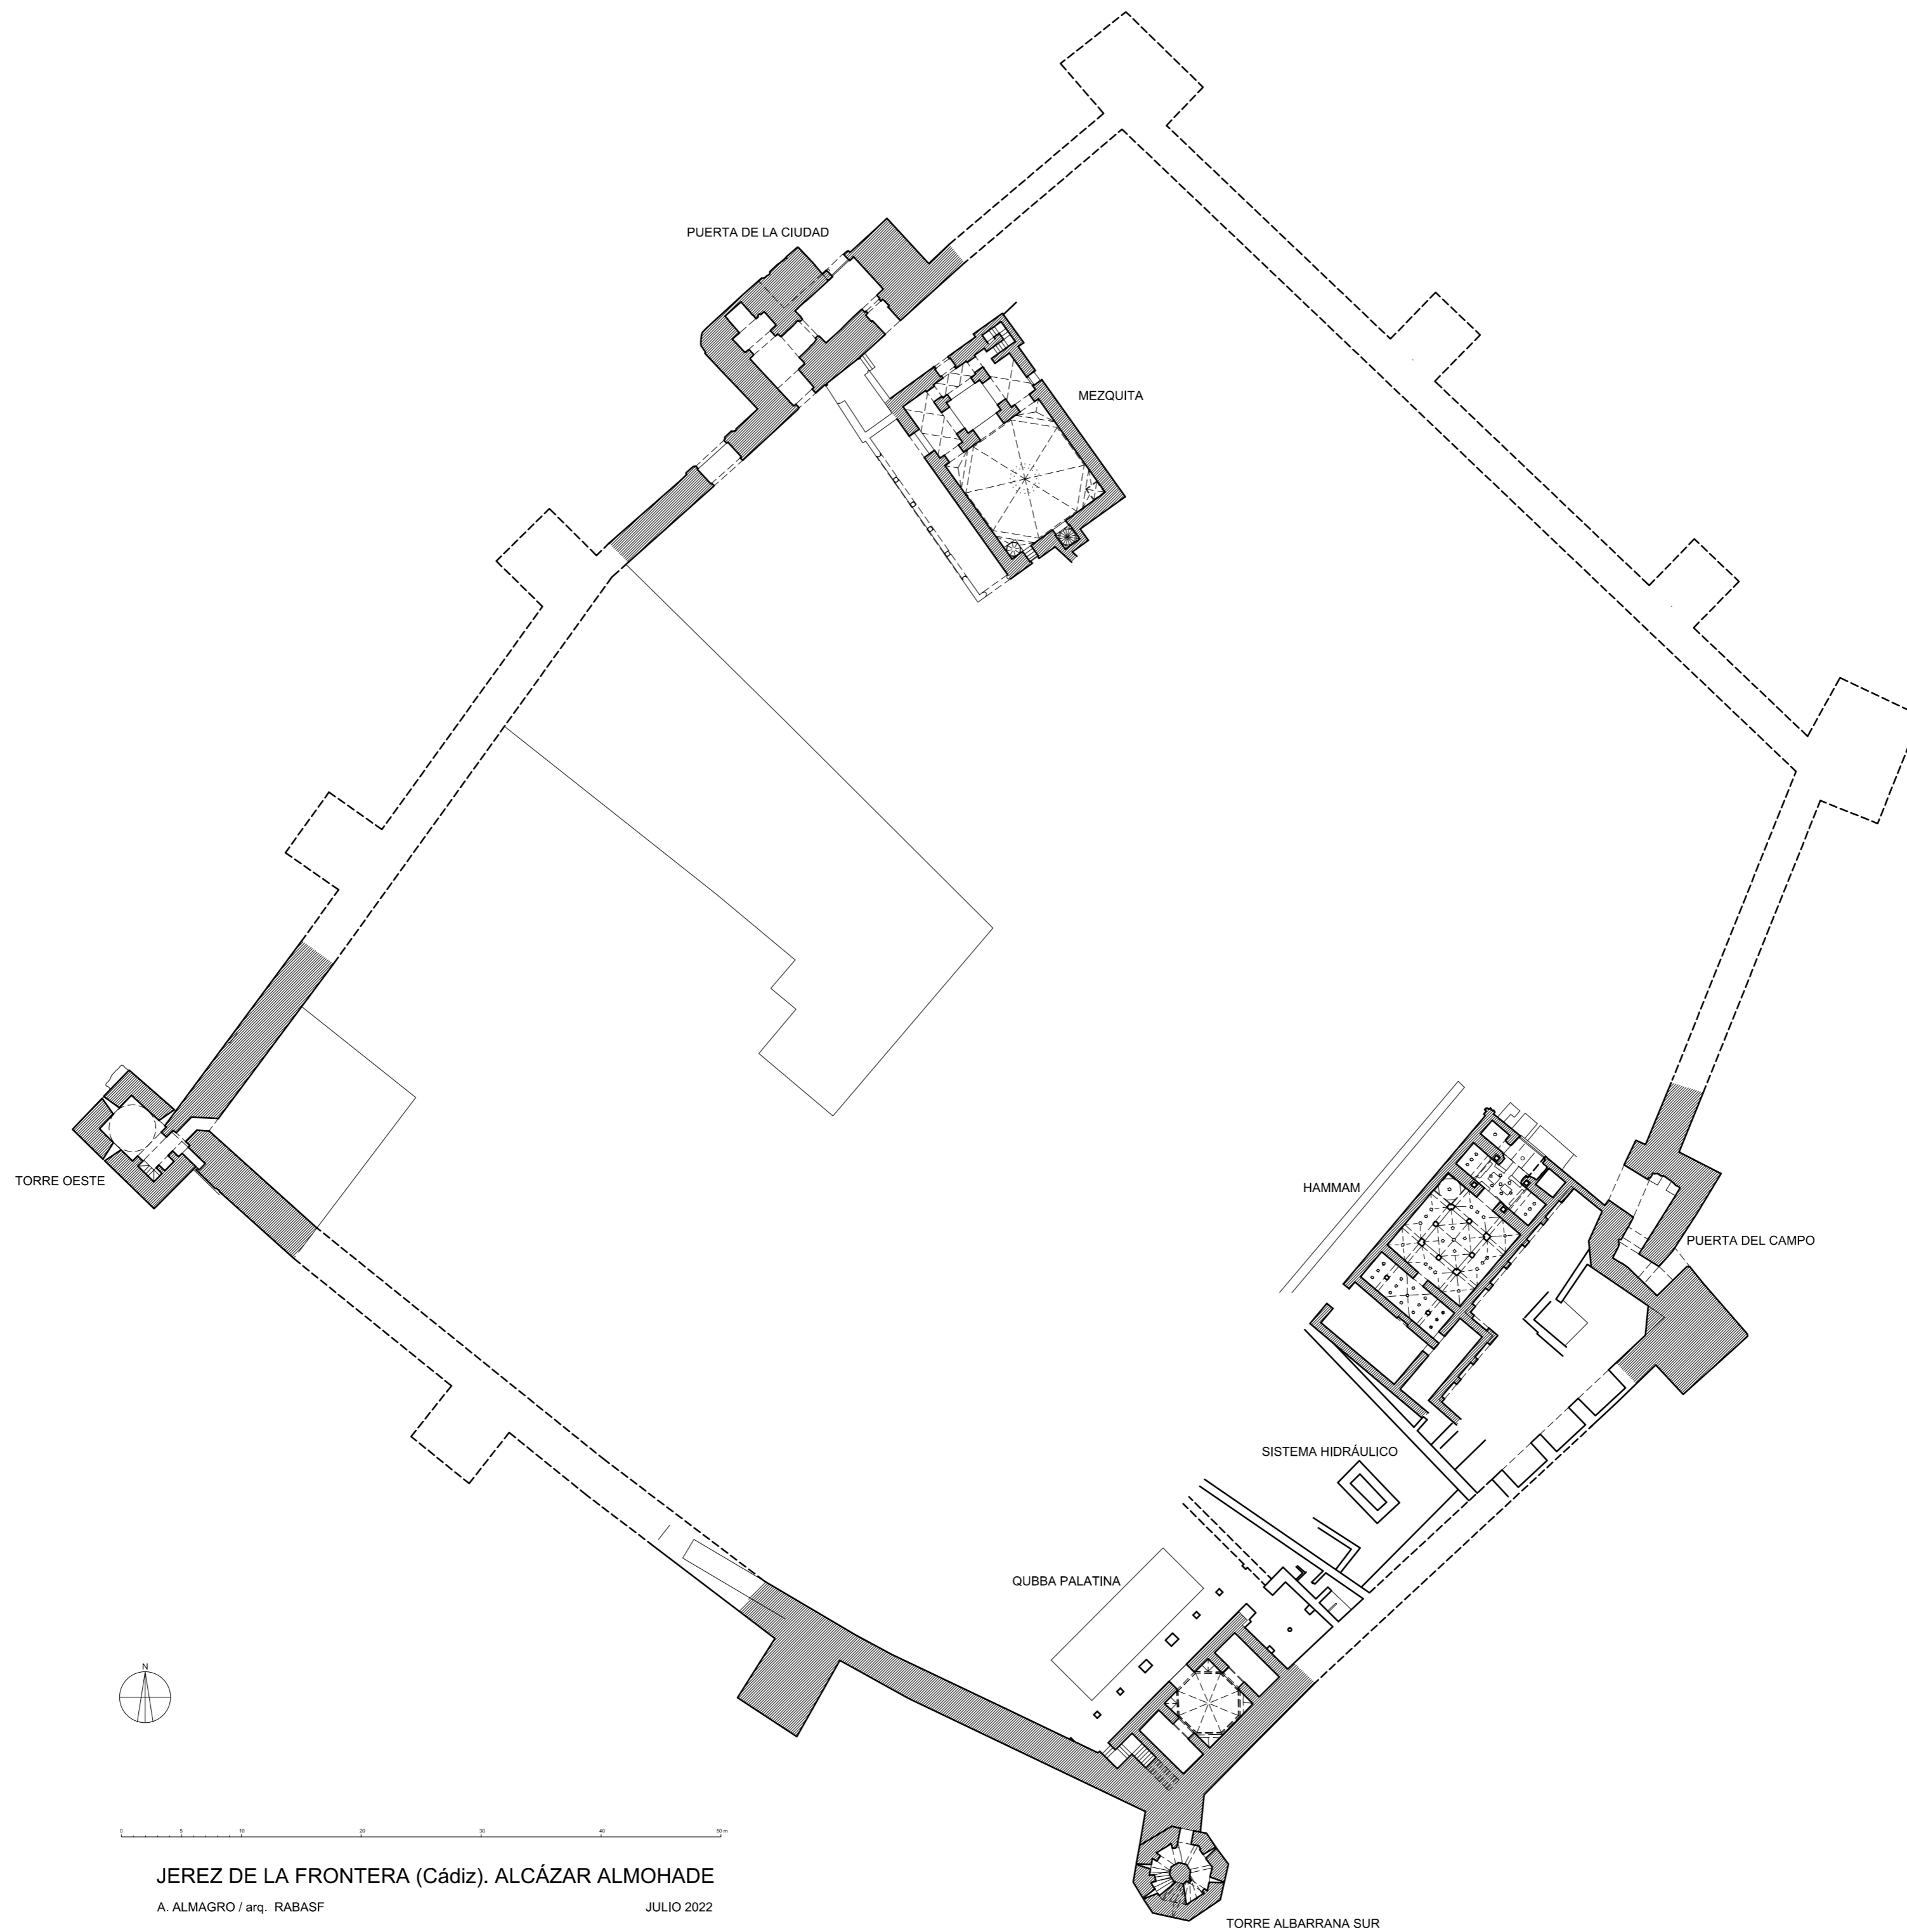 PUERTA DE LA CIUDAD
MEZQUITA
HAMMAM
TORRE OESTE
PUERTA DEL CAMPO
SISTEMA HIDRÁULICO
QUBBA PALATINA
N
0 5 10 20 30 40 50 m
JEREZ DE LA FRONTERA (Cádiz). ALCÁZAR ALMOHADE
A. ALMAGRO / arq. RABASF JULIO 2022
TORRE ALBARRANA SUR